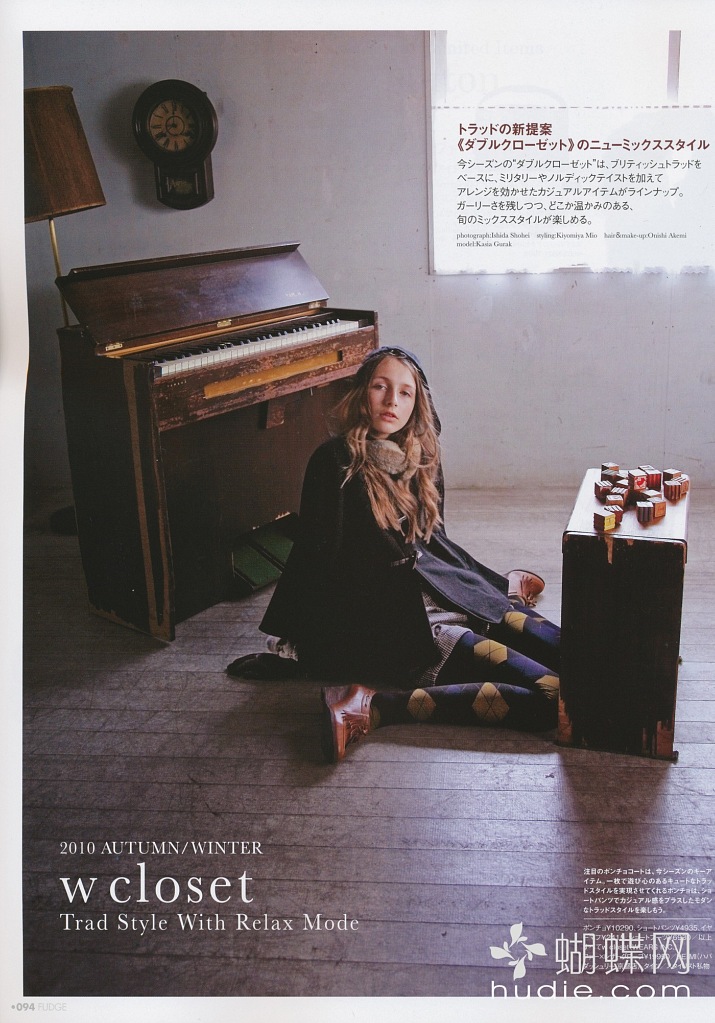 トラッドの新提案
《ダブルクローゼット》のニューミックススタイル
今シーズンの“ダブルクローゼット”は、ブリティッシュトラッドを
ベースに、ミリタリーやノルディックテイストを加えて
アレンジを効かせたカジュアルアイテムがラインナップ。
ガーリーさを残しつつ、どこか温かみのある、
旬のミックススタイルが楽しめる。
photograph:Ishida Shohei styling:Kiyomiya Mio hair&make-up:Onishi Akemi
model:Kasia Gurak
2010 AUTUMN/WINTER
w closet
Trad Style With Relax Mode
注目のポンチョコートは、今シーズンのキーア
イテム。一枚で遊び心のあるキュートなトラッ
ドスタイルを実現させてくれるポンチョは、ショ
ートパンツでカジュアル感をプラスしたモダン
なトラッドスタイルを楽しもう。
ポンチョ¥10290、ショートパンツ¥4935、イヤ
蝴蝶网
hudie.com
•094 FUDGE